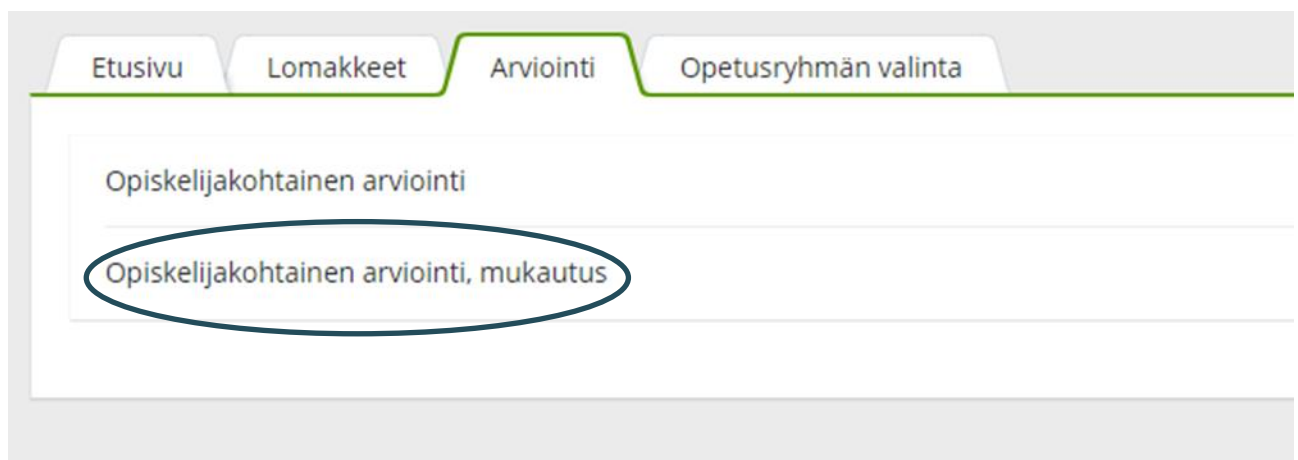 Etusivu Lomakkeet Arviointi Opetusryhmän valinta
Opiskelijakohtainen arviointi
Opiskelijakohtainen arviointi, mukautus